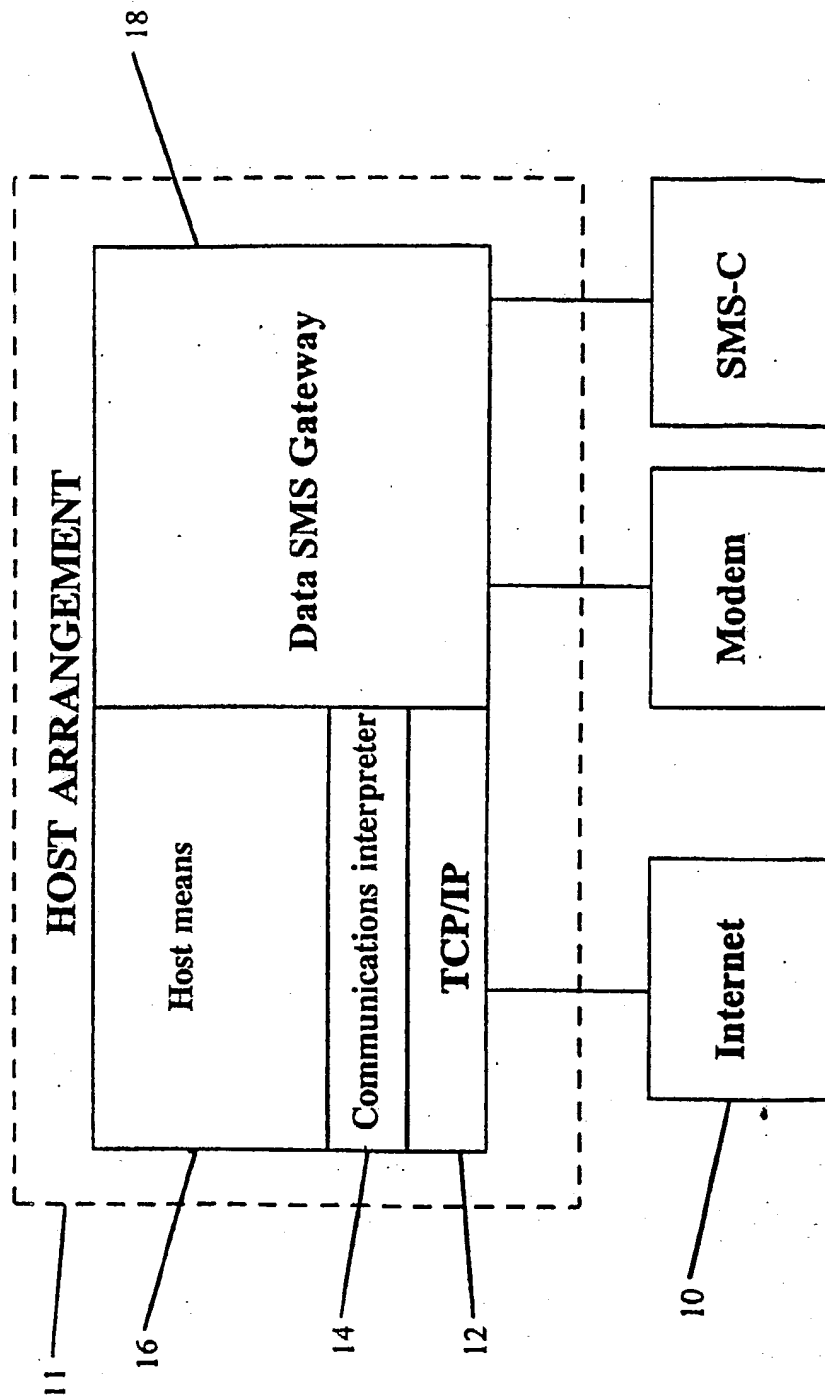 HOST ARRANGEMENT
11
18
16
Host means
Data SMS Gateway
14
Communications interpreter
12
TCP/IP
10
Internet
Modem
SMS-C